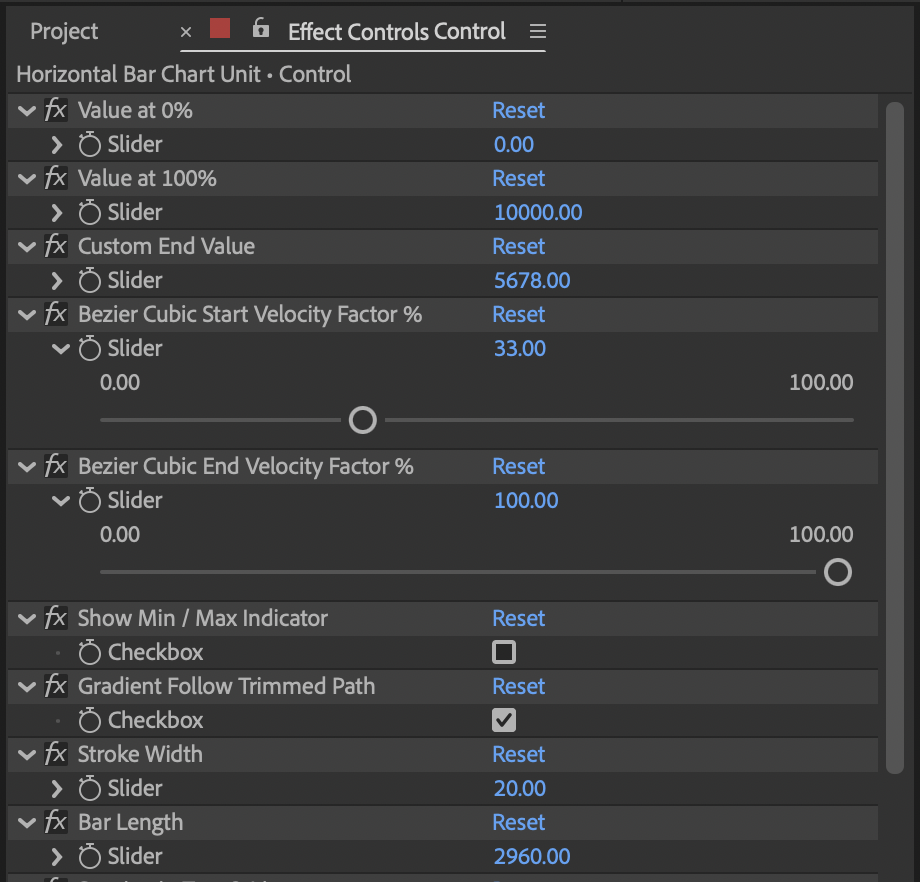 Project
× Effect Controls Control
Horizontal Bar Chart Unit • Control
fx Value at 0% Reset
Slider 0.00
fx Value at 100% Reset
Slider 10000.00
fx Custom End Value Reset
Slider 5678.00
fx Bezier Cubic Start Velocity Factor % Reset
Slider 33.00
0.00 100.00
fx Bezier Cubic End Velocity Factor % Reset
Slider 100.00
0.00 100.00
fx Show Min / Max Indicator Reset
Checkbox
fx Gradient Follow Trimmed Path Reset
Checkbox
fx Stroke Width Reset
Slider 20.00
fx Bar Length Reset
Slider 2960.00